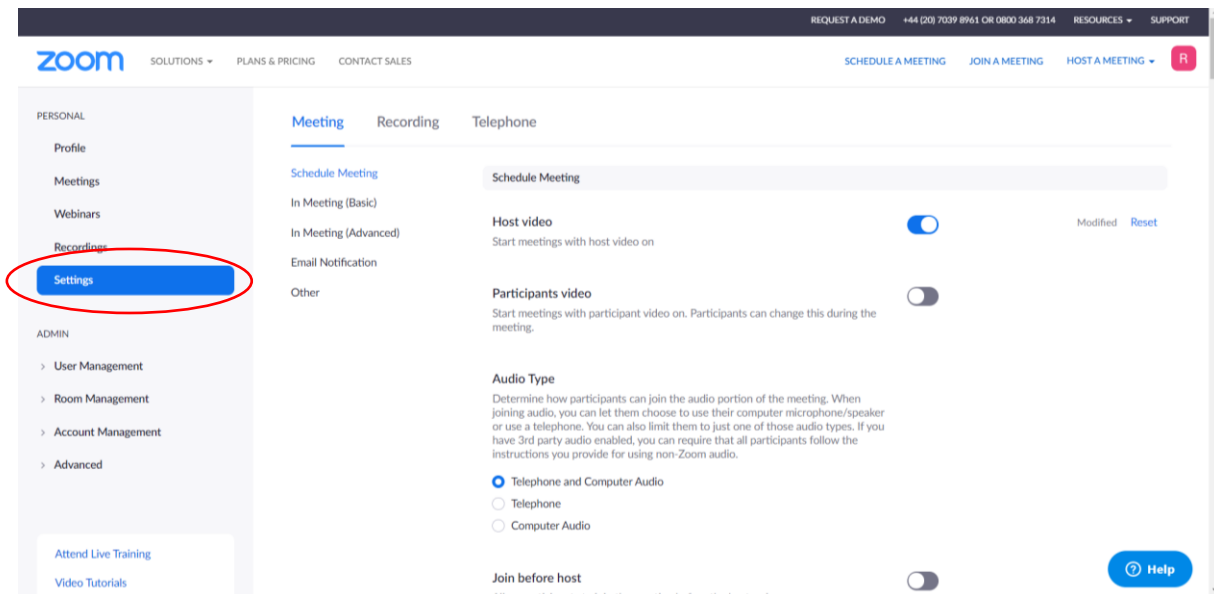 REQUEST A DEMO +44 (20) 7039 8961 OR 0800 368 7314 RESOURCES SUPPORT
zoom SOLUTIONS PLANS & PRICING CONTACT SALES SCHEDULE A MEETING JOIN A MEETING HOST A MEETING R
PERSONAL
Profile
Meetings
Webinars
Recordings
Settings
ADMIN
User Management
Room Management
Account Management
Advanced
Attend Live Training
Video Tutorials
Meeting Recording Telephone
Schedule Meeting
In Meeting (Basic)
In Meeting (Advanced)
Email Notification
Other
Schedule Meeting
Host video
Start meetings with host video on
Modified Reset
Participants video
Start meetings with participant video on. Participants can change this during the
meeting.
Audio Type
Determine how participants can join the audio portion of the meeting. When
joining audio, you can let them choose to use their computer microphone/speaker
or use a telephone. You can also limit them to just one of those audio types. If you
have 3rd party audio enabled, you can require that all participants follow the
instructions you provide for using non-Zoom audio.
Telephone and Computer Audio
Telephone
Computer Audio
Join before host
Help